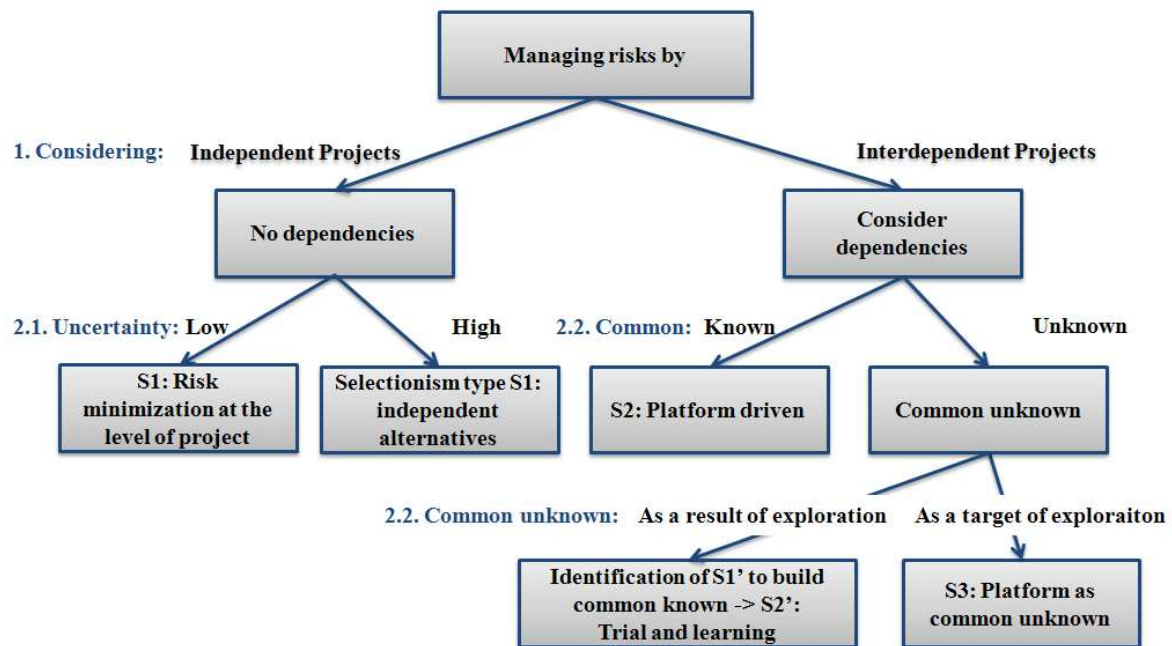 Managing risks by
1. Considering: Independent Projects Interdependent Projects
No dependencies
Consider
dependencies
2.1. Uncertainty: Low High 2.2. Common: Known Unknown
S1: Risk
minimization at the
level of project
Selectionism type S1:
independent
alternatives
S2: Platform driven
Common unknown
2.2. Common unknown: As a result of exploration As a target of exploraiton
Identification of S1' to build
common known -> S2':
Trial and learning
S3: Platform as
common unknown